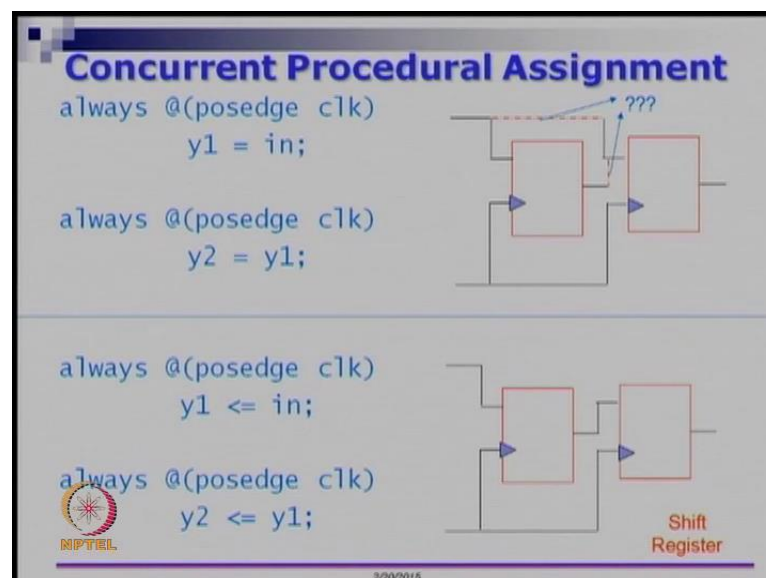 Concurrent Procedural Assignment
always @(posedge clk)
y1 = in;
always @(posedge clk)
y2 = y1;
???
always @(posedge clk)
y1 <= in;
always @(posedge clk)
y2 <= y1;
Shift
Register
NPTEL